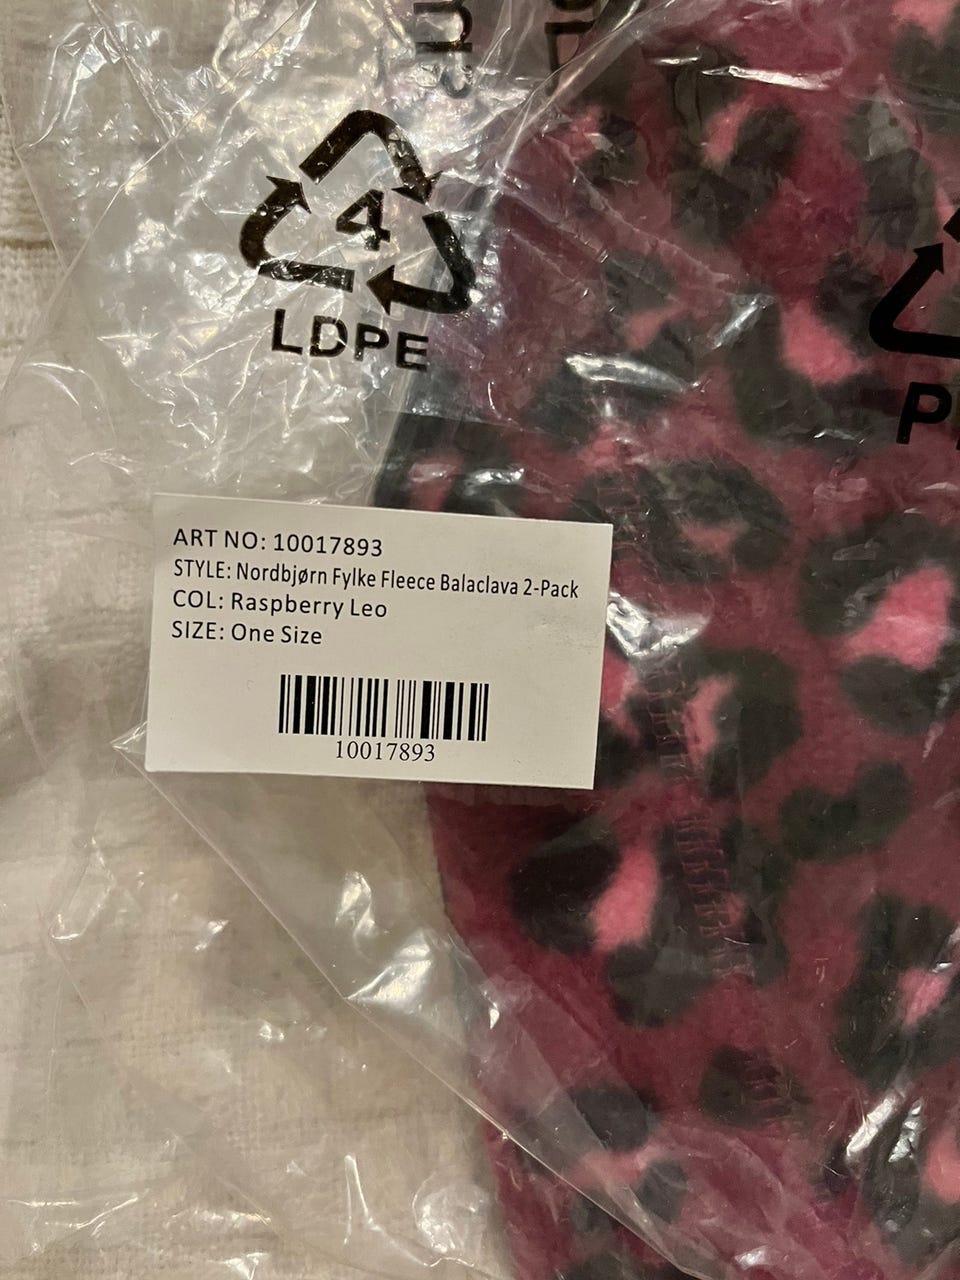 4
LDPE
ART NO: 10017893
STYLE: Nordbjørn Fylke Fleece Balaclava 2-Pack
COL: Raspberry Leo
SIZE: One Size
10017893